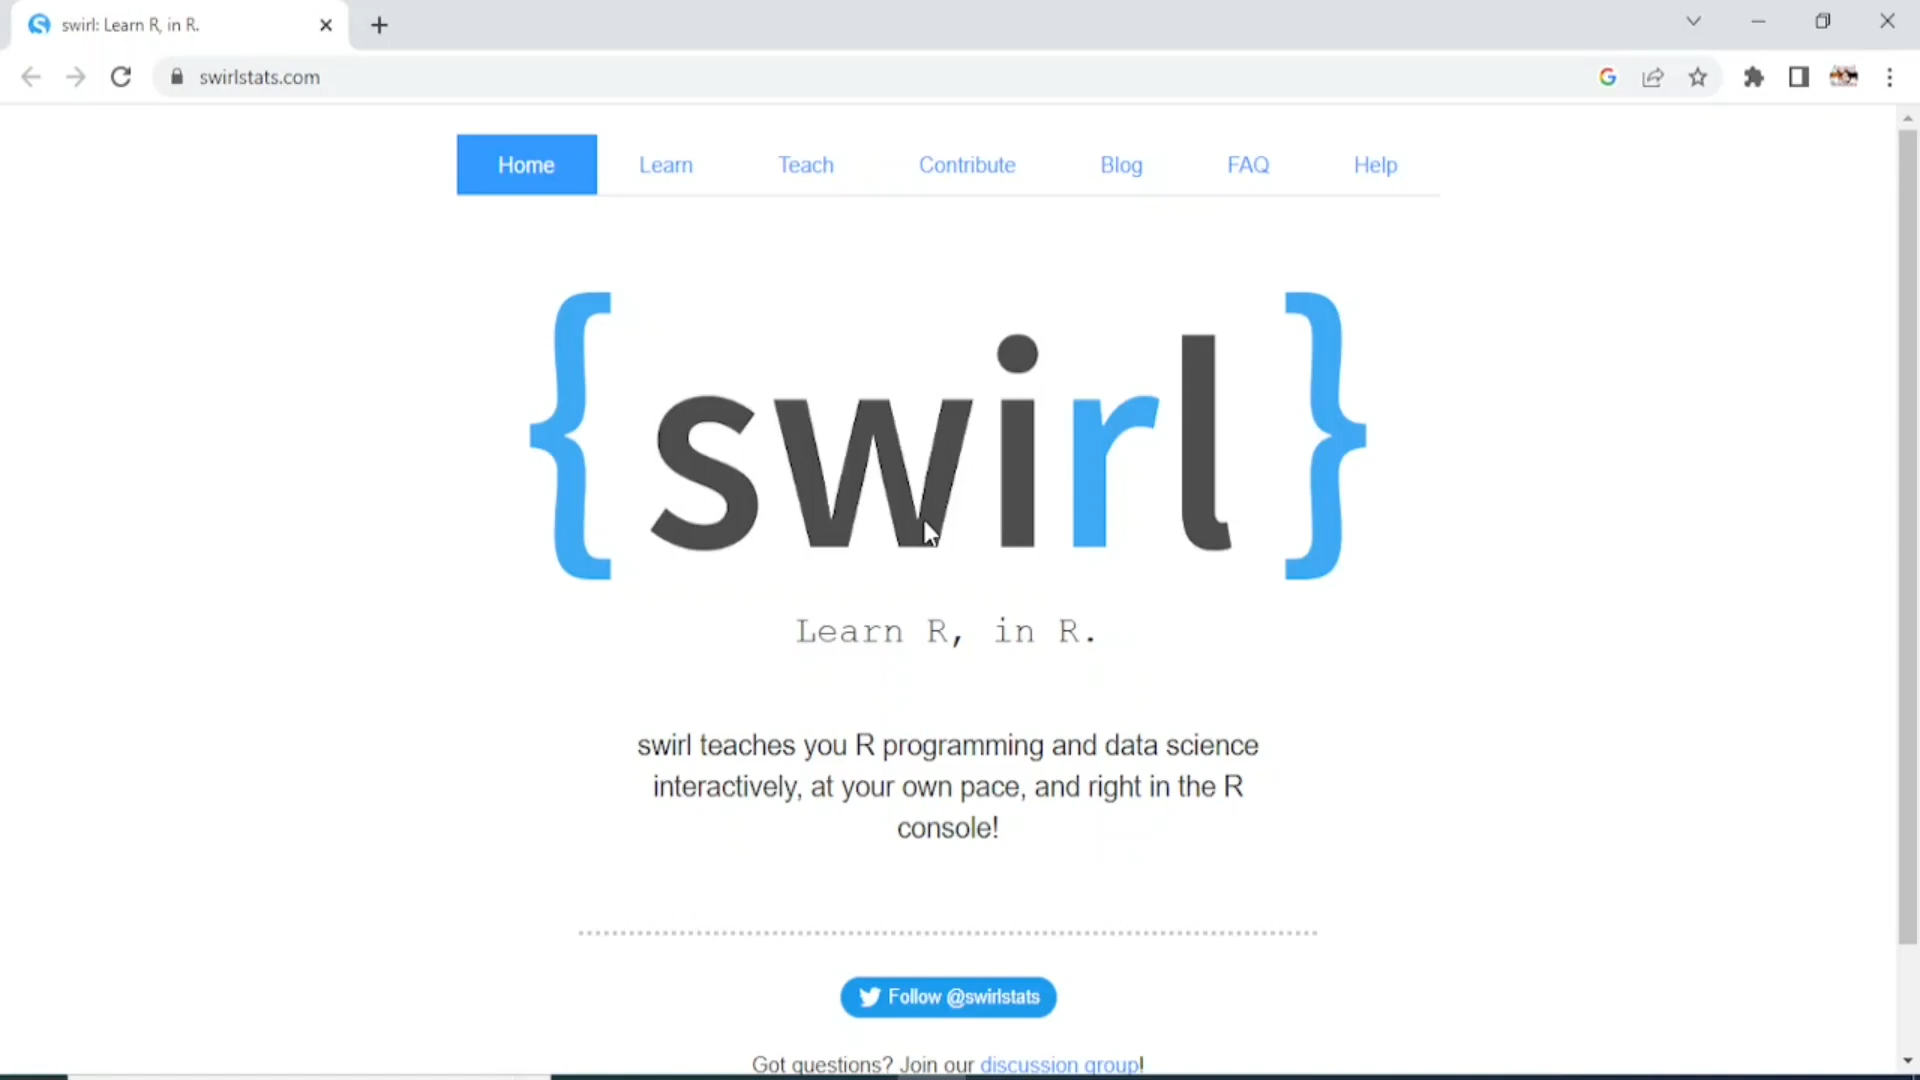 swirl: Learn R, in R.
swirlstats.com
Home Learn Teach Contribute Blog FAQ Help
{swirl}
Learn R, in R.
swirl teaches you R programming and data science
interactively, at your own pace, and right in the R
console!
Follow @swirlstats
Got questions? Join our discussion group!